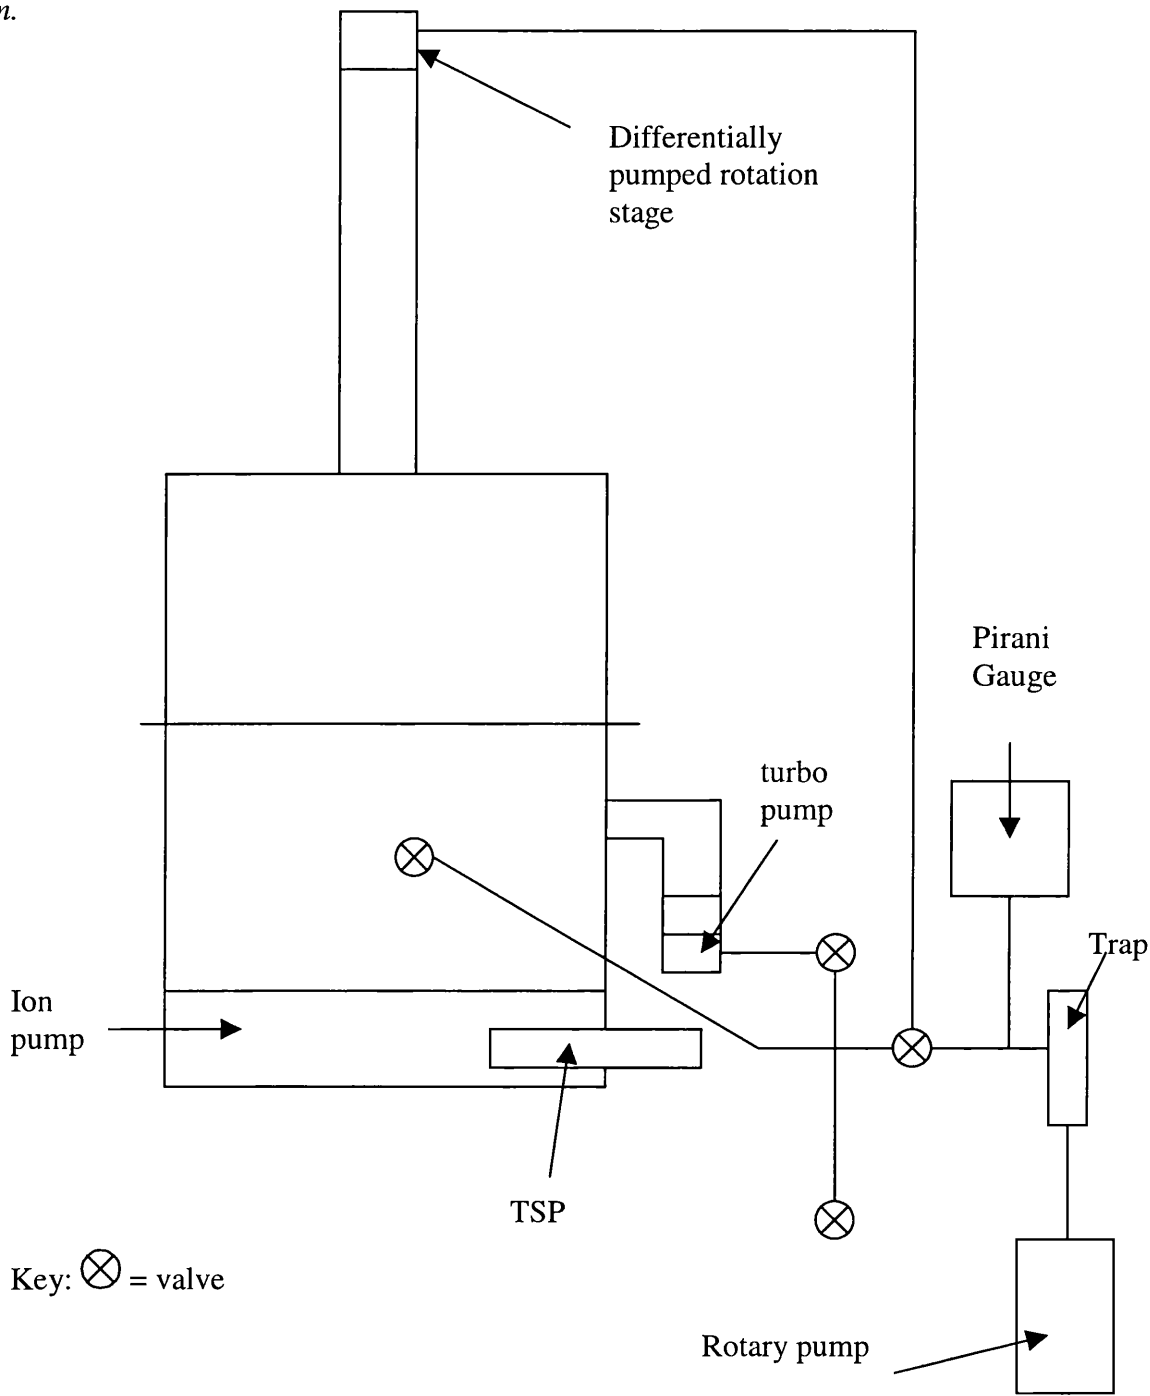 n.
Differentially
pumped rotation
stage
Pirani
Gauge
turbo
pump
Trap
Ion
pump
TSP
Key: = valve
Rotary pump